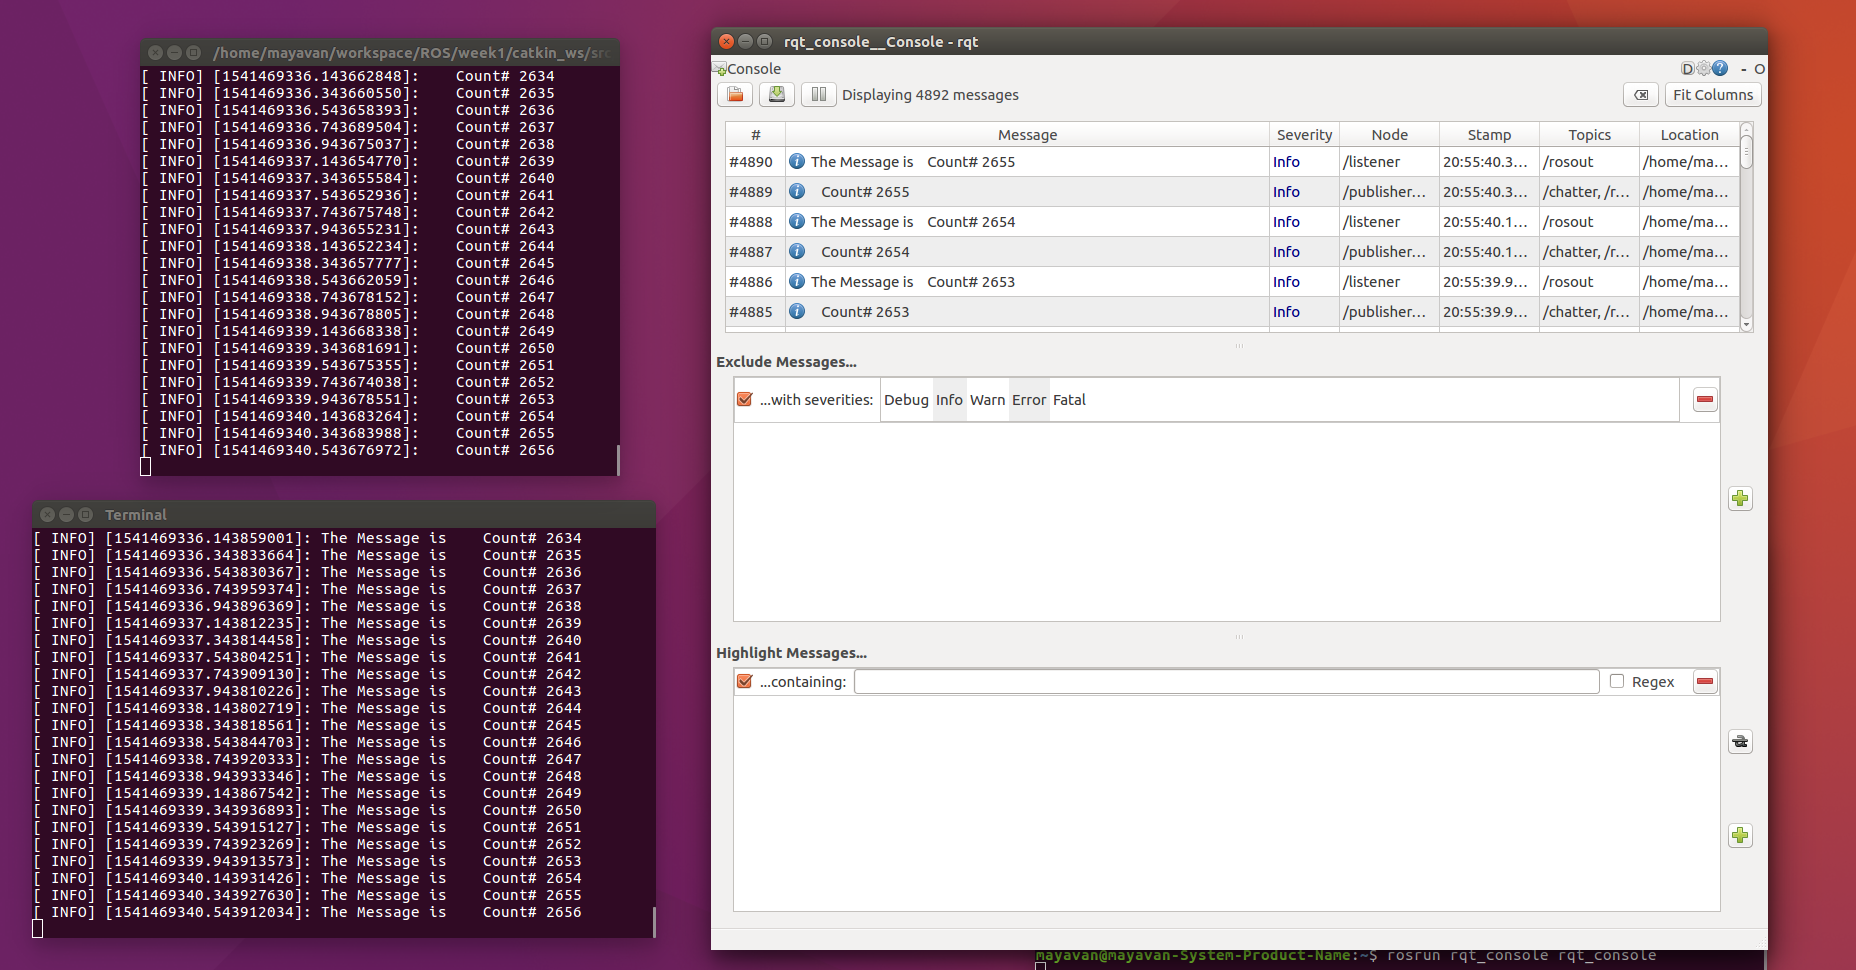 /home/mayavan/workspace/ROS/week1/catkin_ws/src
[ INFO] [1541469336.143662848]:    Count# 2634
[ INFO] [1541469336.343660550]:    Count# 2635
[ INFO] [1541469336.543658393]:    Count# 2636
[ INFO] [1541469336.743689504]:    Count# 2637
[ INFO] [1541469336.943675037]:    Count# 2638
[ INFO] [1541469337.143654770]:    Count# 2639
[ INFO] [1541469337.343655584]:    Count# 2640
[ INFO] [1541469337.543652936]:    Count# 2641
[ INFO] [1541469337.743675748]:    Count# 2642
[ INFO] [1541469337.943655231]:    Count# 2643
[ INFO] [1541469338.143652234]:    Count# 2644
[ INFO] [1541469338.343657777]:    Count# 2645
[ INFO] [1541469338.543662059]:    Count# 2646
[ INFO] [1541469338.743678152]:    Count# 2647
[ INFO] [1541469338.943678805]:    Count# 2648
[ INFO] [1541469339.143668338]:    Count# 2649
[ INFO] [1541469339.343681691]:    Count# 2650
[ INFO] [1541469339.543675355]:    Count# 2651
[ INFO] [1541469339.743674038]:    Count# 2652
[ INFO] [1541469339.943678551]:    Count# 2653
[ INFO] [1541469340.143683264]:    Count# 2654
[ INFO] [1541469340.343683988]:    Count# 2655
[ INFO] [1541469340.543676972]:    Count# 2656
Terminal
[ INFO] [1541469336.143859001]: The Message is    Count# 2634
[ INFO] [1541469336.343833664]: The Message is    Count# 2635
[ INFO] [1541469336.543830367]: The Message is    Count# 2636
[ INFO] [1541469336.743959374]: The Message is    Count# 2637
[ INFO] [1541469336.943896369]: The Message is    Count# 2638
[ INFO] [1541469337.143812235]: The Message is    Count# 2639
[ INFO] [1541469337.343814458]: The Message is    Count# 2640
[ INFO] [1541469337.543804251]: The Message is    Count# 2641
[ INFO] [1541469337.743909130]: The Message is    Count# 2642
[ INFO] [1541469337.943810226]: The Message is    Count# 2643
[ INFO] [1541469338.143802719]: The Message is    Count# 2644
[ INFO] [1541469338.343818561]: The Message is    Count# 2645
[ INFO] [1541469338.543844703]: The Message is    Count# 2646
[ INFO] [1541469338.743920333]: The Message is    Count# 2647
[ INFO] [1541469338.943933346]: The Message is    Count# 2648
[ INFO] [1541469339.143867542]: The Message is    Count# 2649
[ INFO] [1541469339.343936893]: The Message is    Count# 2650
[ INFO] [1541469339.543915127]: The Message is    Count# 2651
[ INFO] [1541469339.743923269]: The Message is    Count# 2652
[ INFO] [1541469339.943913573]: The Message is    Count# 2653
[ INFO] [1541469340.143931426]: The Message is    Count# 2654
[ INFO] [1541469340.343927630]: The Message is    Count# 2655
[ INFO] [1541469340.543912034]: The Message is    Count# 2656
rqt_console__Console - rqt
Console D ? - O
Displaying 4892 messages Fit Columns
# Message Severity Node Stamp Topics Location
#4890 The Message is   Count# 2655 Info /listener 20:55:40.3... /rosout /home/ma...
#4889 Count# 2655 Info /publisher... 20:55:40.3... /chatter, /r... /home/ma...
#4888 The Message is   Count# 2654 Info /listener 20:55:40.1... /rosout /home/ma...
#4887 Count# 2654 Info /publisher... 20:55:40.1... /chatter, /r... /home/ma...
#4886 The Message is   Count# 2653 Info /listener 20:55:39.9... /rosout /home/ma...
#4885 Count# 2653 Info /publisher... 20:55:39.9... /chatter, /r... /home/ma...
Exclude Messages...
...with severities: Debug Info Warn Error Fatal
Highlight Messages...
...containing: Regex
mayavan@mayavan-System-Product-Name:~$ rosrun rqt_console rqt_console